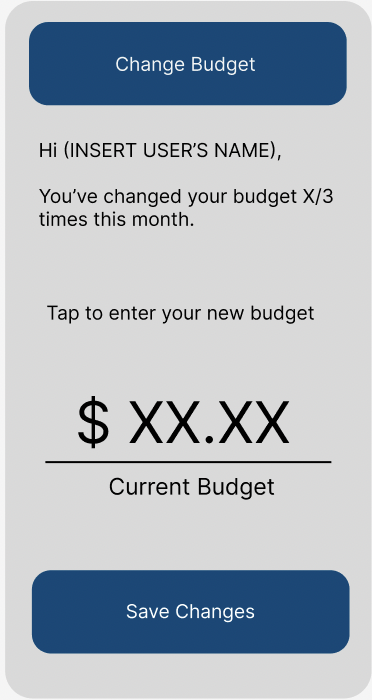 Change Budget
Hi (INSERT USER’S NAME),
You’ve changed your budget X/3
times this month.
Tap to enter your new budget
$ XX.XX
Current Budget
Save Changes